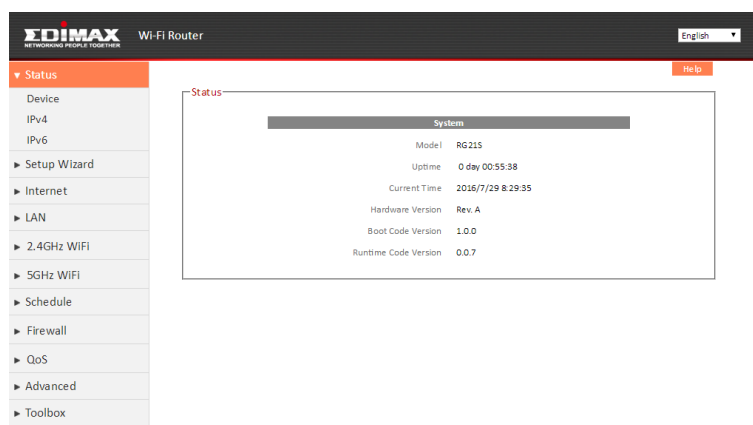 EDIMAX
NETWORKING PEOPLE TOGETHER
Wi-Fi Router
English
Help
Status
Device
IPv4
IPv6
Setup Wizard
Internet
LAN
2.4GHz WiFi
5GHz WiFi
Schedule
Firewall
QoS
Advanced
Toolbox
Status
System
Model RG21S
Uptime 0 day 00:55:38
Current Time 2016/7/29 8:29:35
Hardware Version Rev. A
Boot Code Version 1.0.0
Runtime Code Version 0.0.7